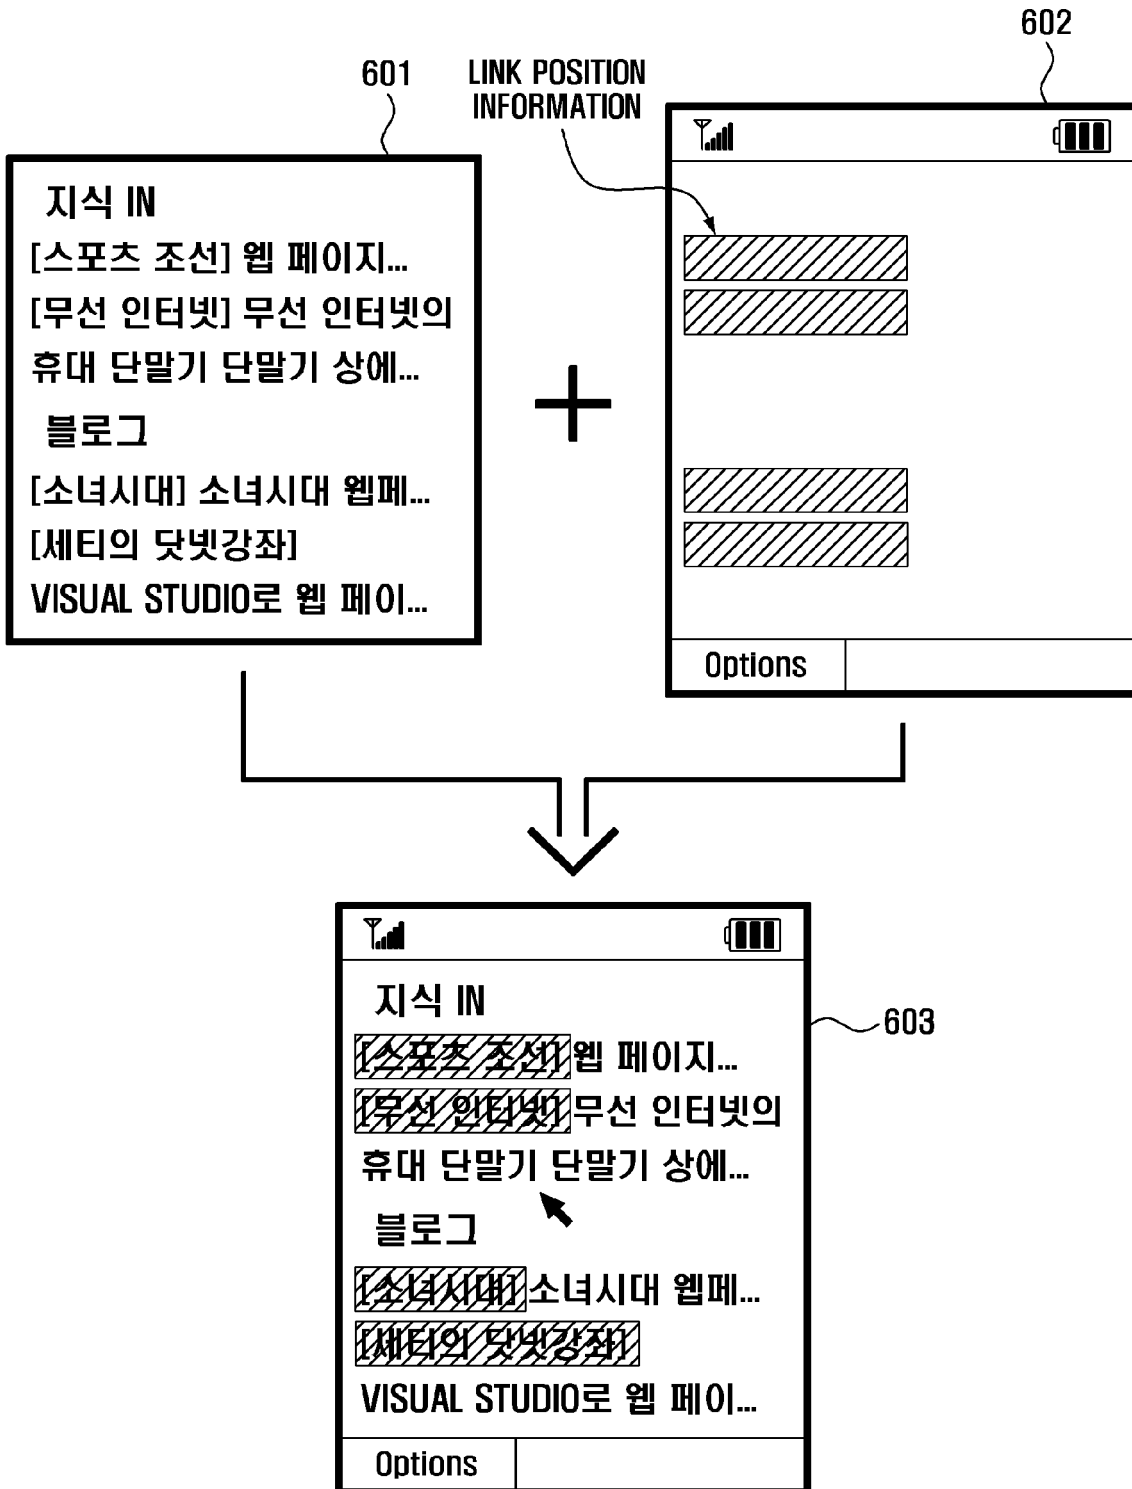 602
601
LINK POSITION
INFORMATION
지식 IN
[스포츠 조선] 웹 페이지...
[무선 인터넷] 무선 인터넷의
휴대 단말기 단말기 상에...
블로그
[소녀시대] 소녀시대 웹페...
[세티의 닷넷강좌]
VISUAL STUDIO로 웹 페이...
Options
지식 IN
[스포츠 조선] 웹 페이지...
[무선 인터넷] 무선 인터넷의
휴대 단말기 단말기 상에...
블로그
[소녀시대] 소녀시대 웹페...
[세티의 닷넷강좌]
VISUAL STUDIO로 웹 페이...
Options
603